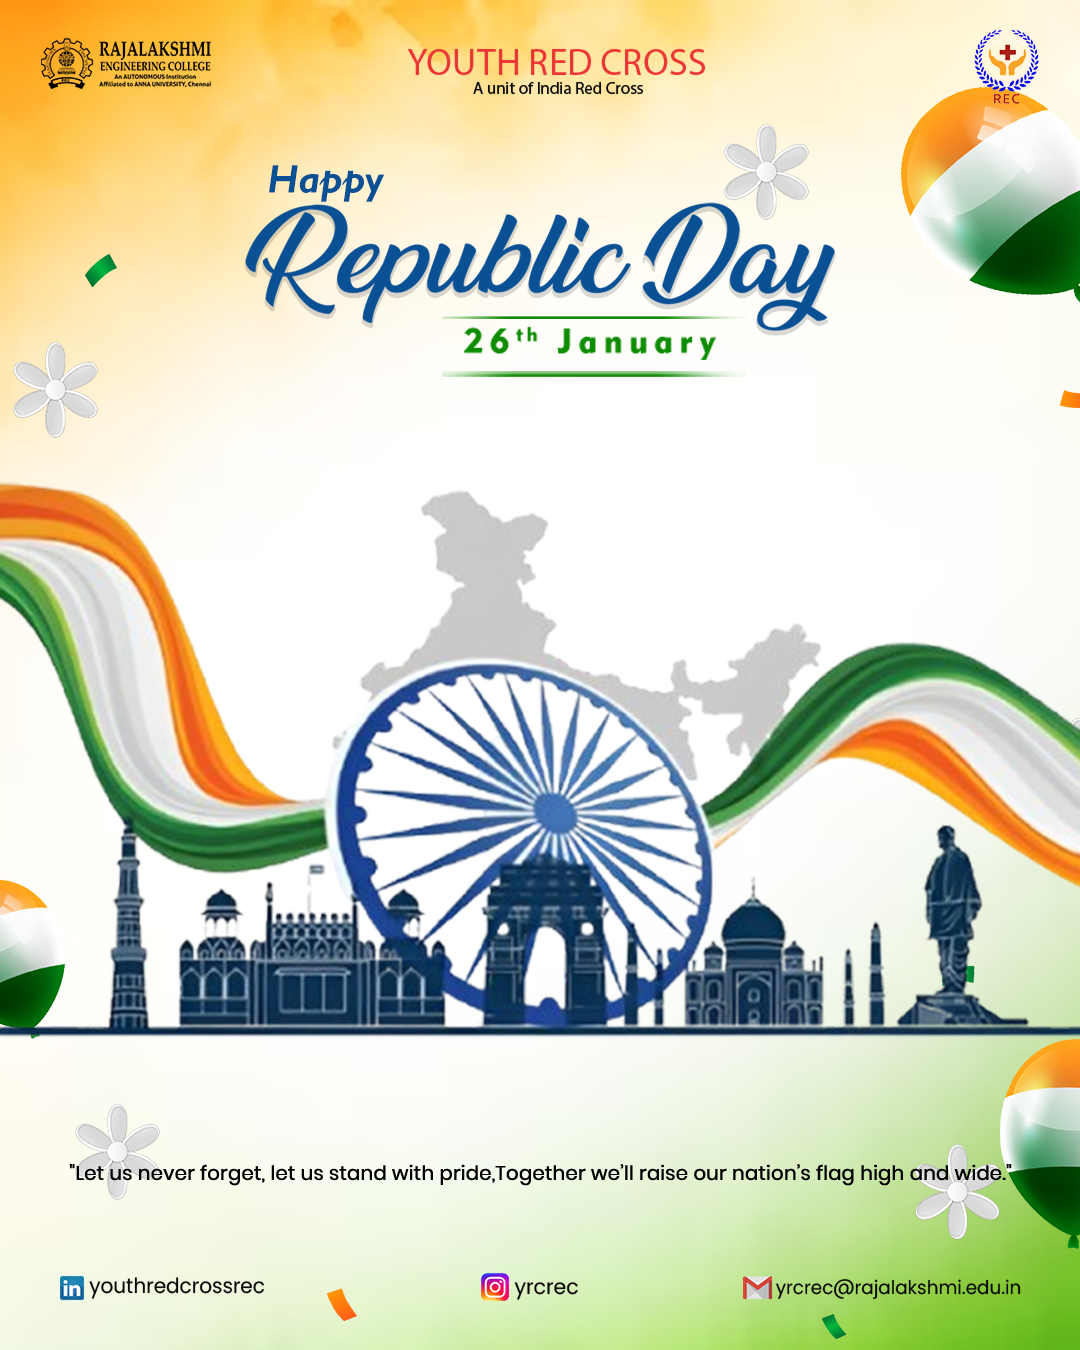 RAJALAKSHMI
ENGINEERING COLLEGE
An AUTONOMOUS Institution
Affiliated to ANNA UNIVERSITY, Chennai
YOUTH RED CROSS
A unit of India Red Cross
REC
Happy
Republic Day
26th January
"Let us never forget, let us stand with pride,Together we’ll raise our nation’s flag high and wide."
youthredcrossrec
yrcrec
yrcrec@rajalakshmi.edu.in